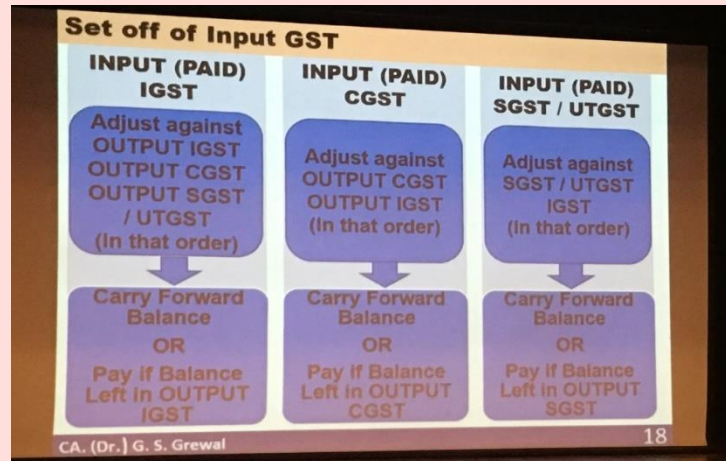 Set off of Input GST
INPUT (PAID)
IGST
Adjust against
OUTPUT IGST
OUTPUT CGST
OUTPUT SGST
/ UTGST
(In that order)
Carry Forward
Balance
OR
Pay if Balance
Left in OUTPUT
IGST
INPUT (PAID)
CGST
Adjust against
OUTPUT CGST
OUTPUT IGST
(In that order)
Carry Forward
Balance
OR
Pay if Balance
Left in OUTPUT
CGST
INPUT (PAID)
SGST / UTGST
Adjust against
SGST / UTGST
IGST
(In that order)
Carry Forward
Balance
OR
Pay if Balance
Left in OUTPUT
SGST
CA. (Dr.) G. S. Grewal
18